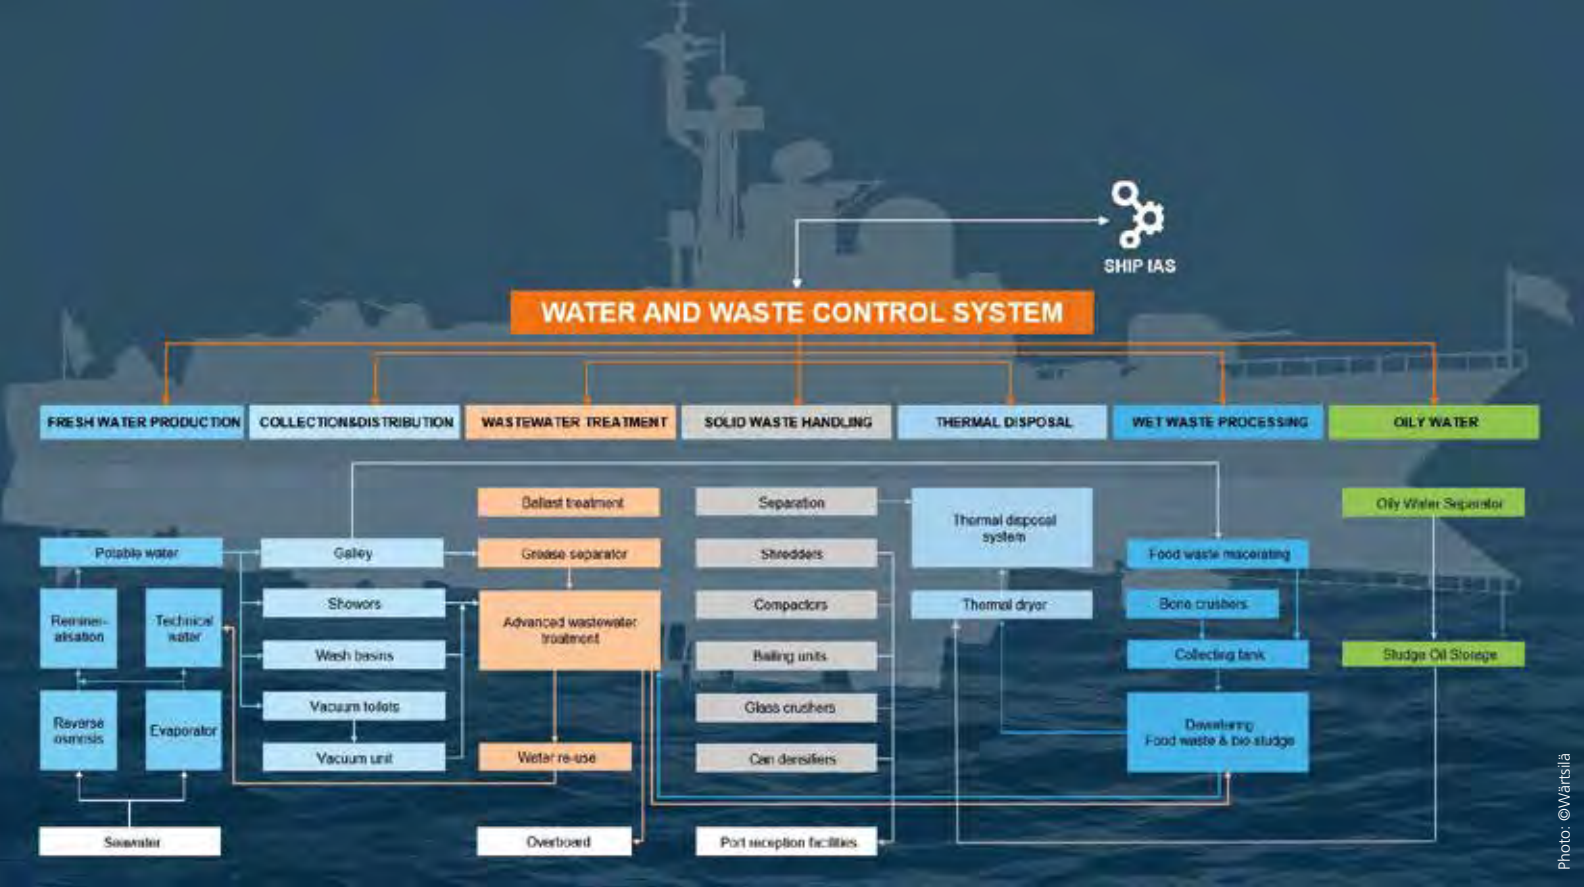 SHIP IAS
WATER AND WASTE CONTROL SYSTEM
FRESH WATER PRODUCTION
COLLECTION&DISTRIBUTION
WASTEWATER TREATMENT
SOLID WASTE HANDLING
THERMAL DISPOSAL
WET WASTE PROCESSING
OILY WATER
Potable water
Reminer-
alisation
Technical
water
Reverse
osmosis
Evaporator
Seawater
Galley
Showers
Wash basins
Vacuum toilets
Vacuum unit
Ballast treatment
Grease separator
Advanced wastewater
treatment
Water re-use
Overboard
Separation
Shredders
Compactors
Bailing units
Glass crushers
Can densifiers
Port reception facilities
Thermal disposal
system
Thermal dryer
Food waste macerating
Bone crushers
Collecting tank
Dewatering
Food waste & bio sludge
Oily Water Separator
Sludge Oil Storage
Photo: ©Wärtsilä